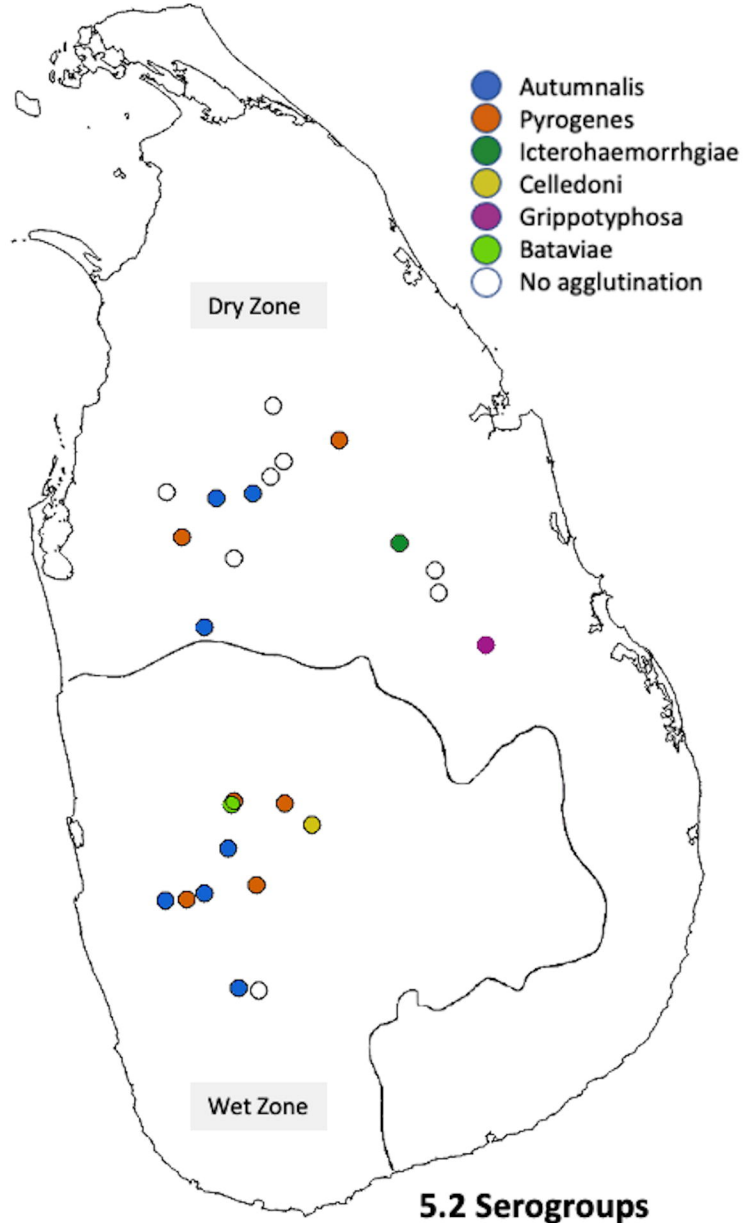 Autumnalis
Pyrogenes
Icterohaemorrhgiae
Celledoni
Grippotyphosa
Bataviae
No agglutination
Dry Zone
Wet Zone
5.2 Serogroups